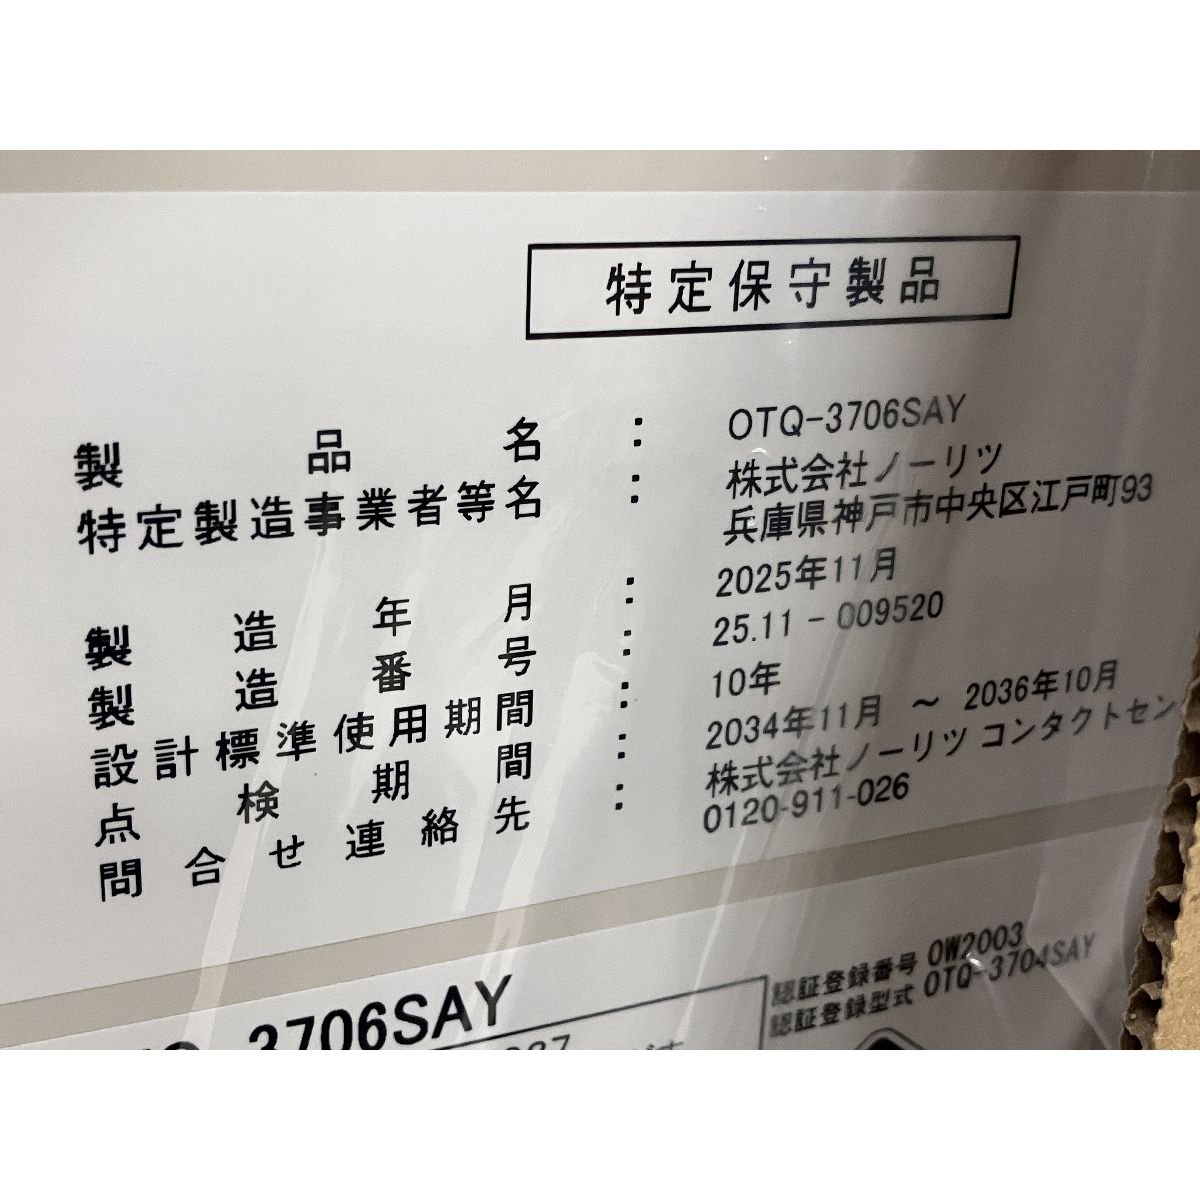 特定保守製品
製品名 : OTQ-3706SAY
特定製造事業者等名 : 株式会社ノーリツ
兵庫県神戸市中央区江戸町93
製造年月 : 2025年11月
製造番号 : 25.11 - 009520
設計標準使用期間 : 10年
点検期間 : 2034年11月 ～ 2036年10月
問合せ連絡先 : 株式会社ノーリツ コンタクトセン
0120-911-026
3706SAY
認証登録番号 OW2003
認証登録型式 OTQ-3704SAY